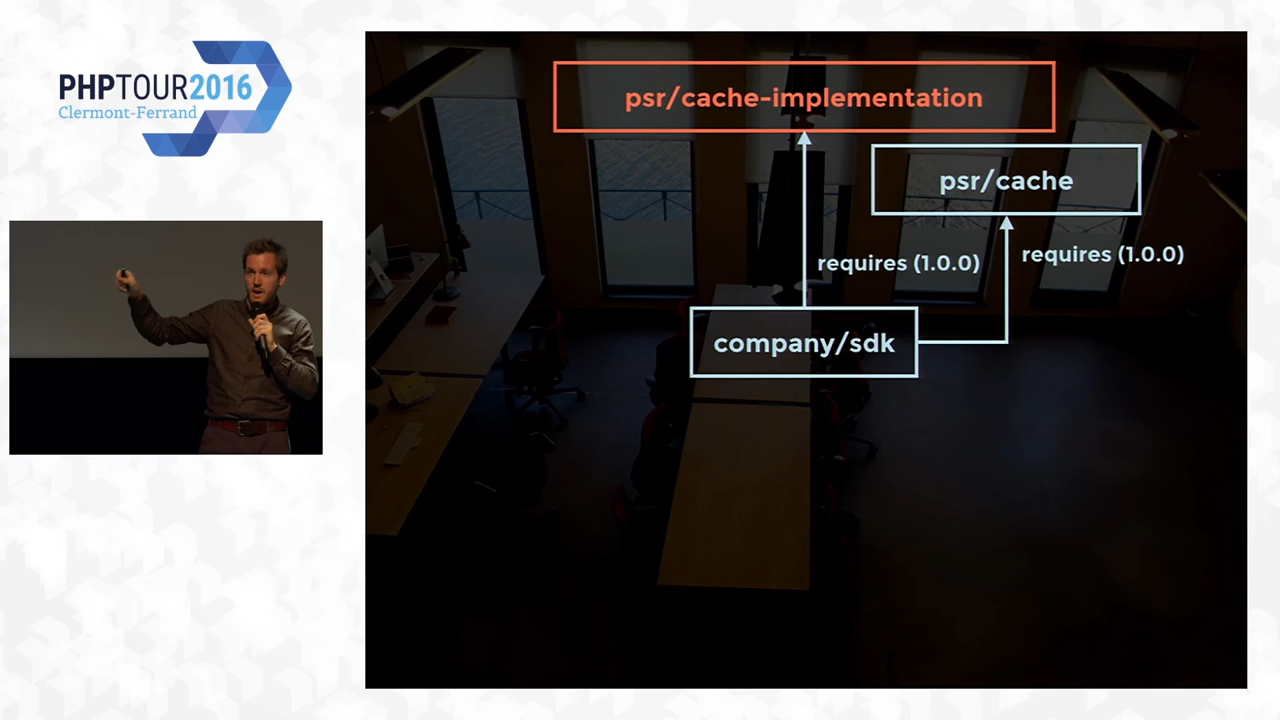 PHPTOUR2016
Clermont-Ferrand
psr/cache-implementation
psr/cache
requires (1.0.0)
requires (1.0.0)
company/sdk